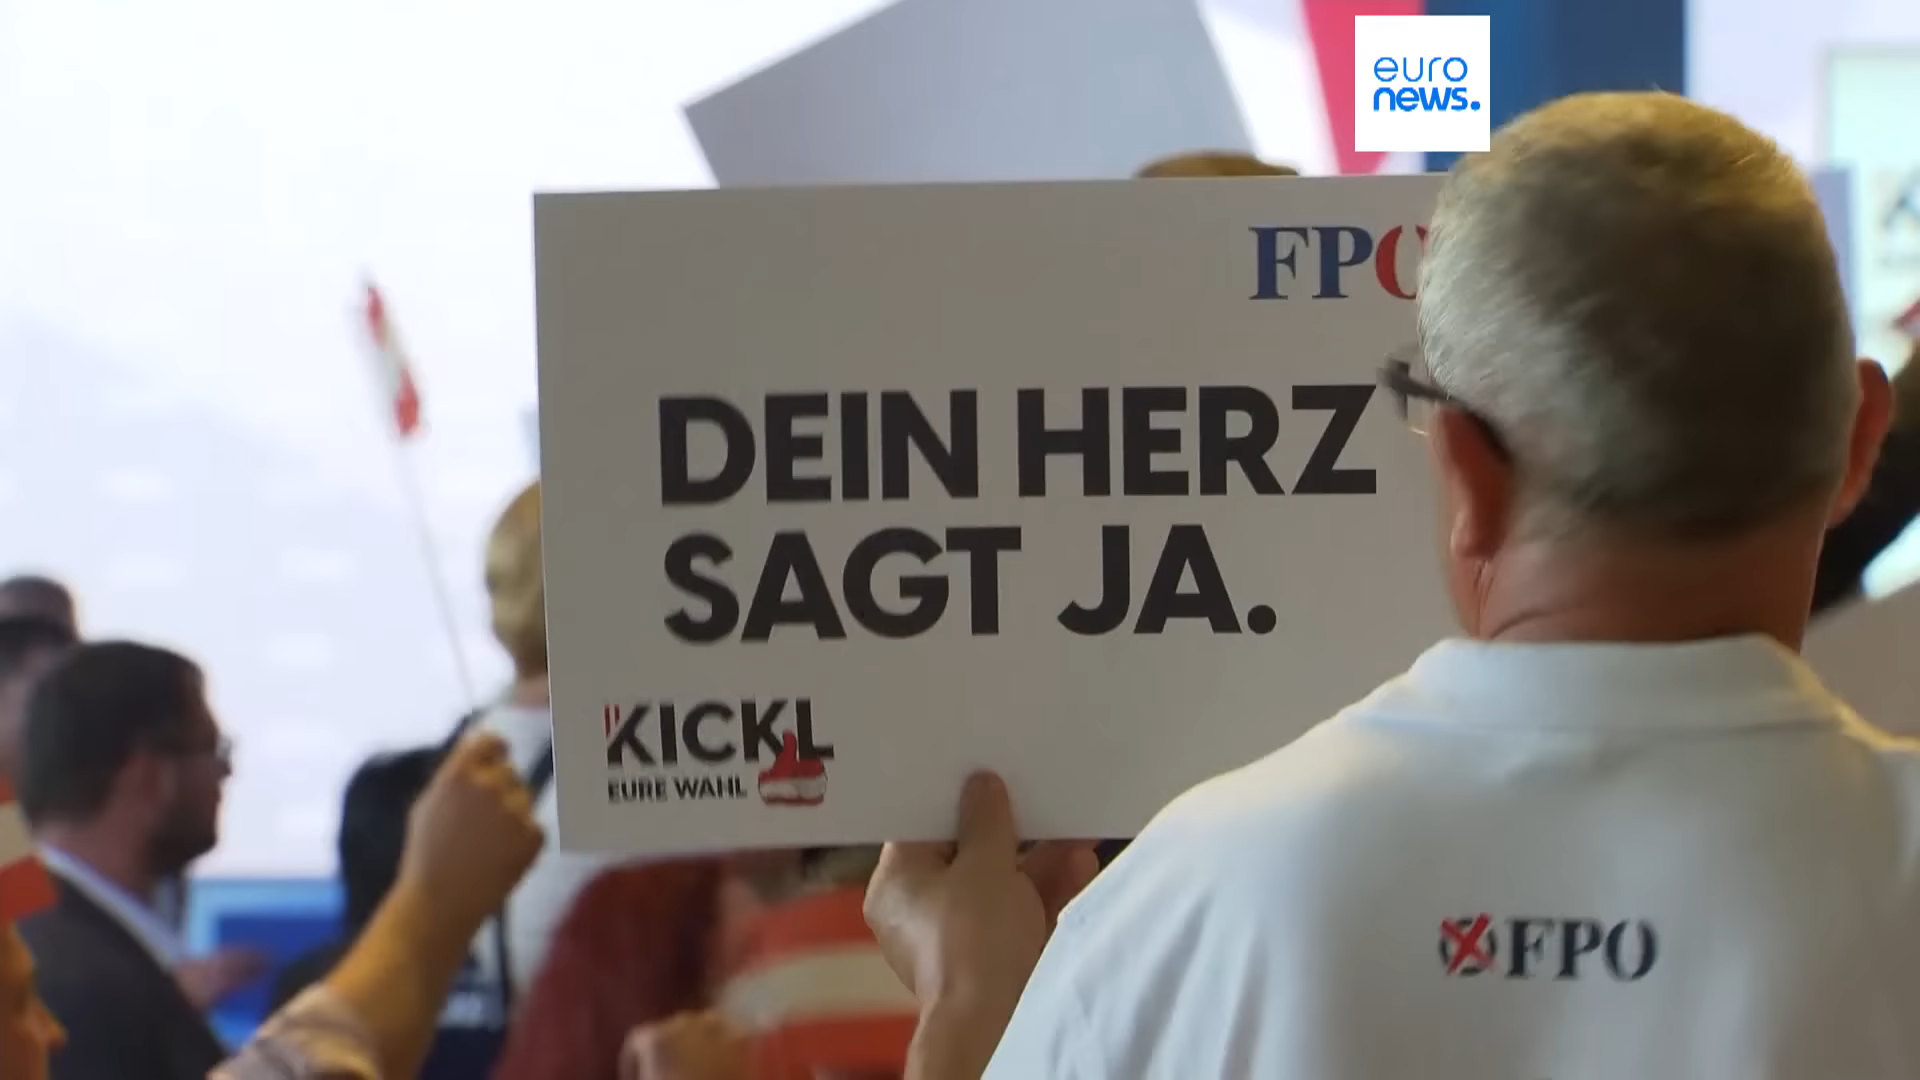 euro
news.
FPÖ
DEIN HERZ
SAGT JA.
KICKL
EURE WAHL
FPÖ